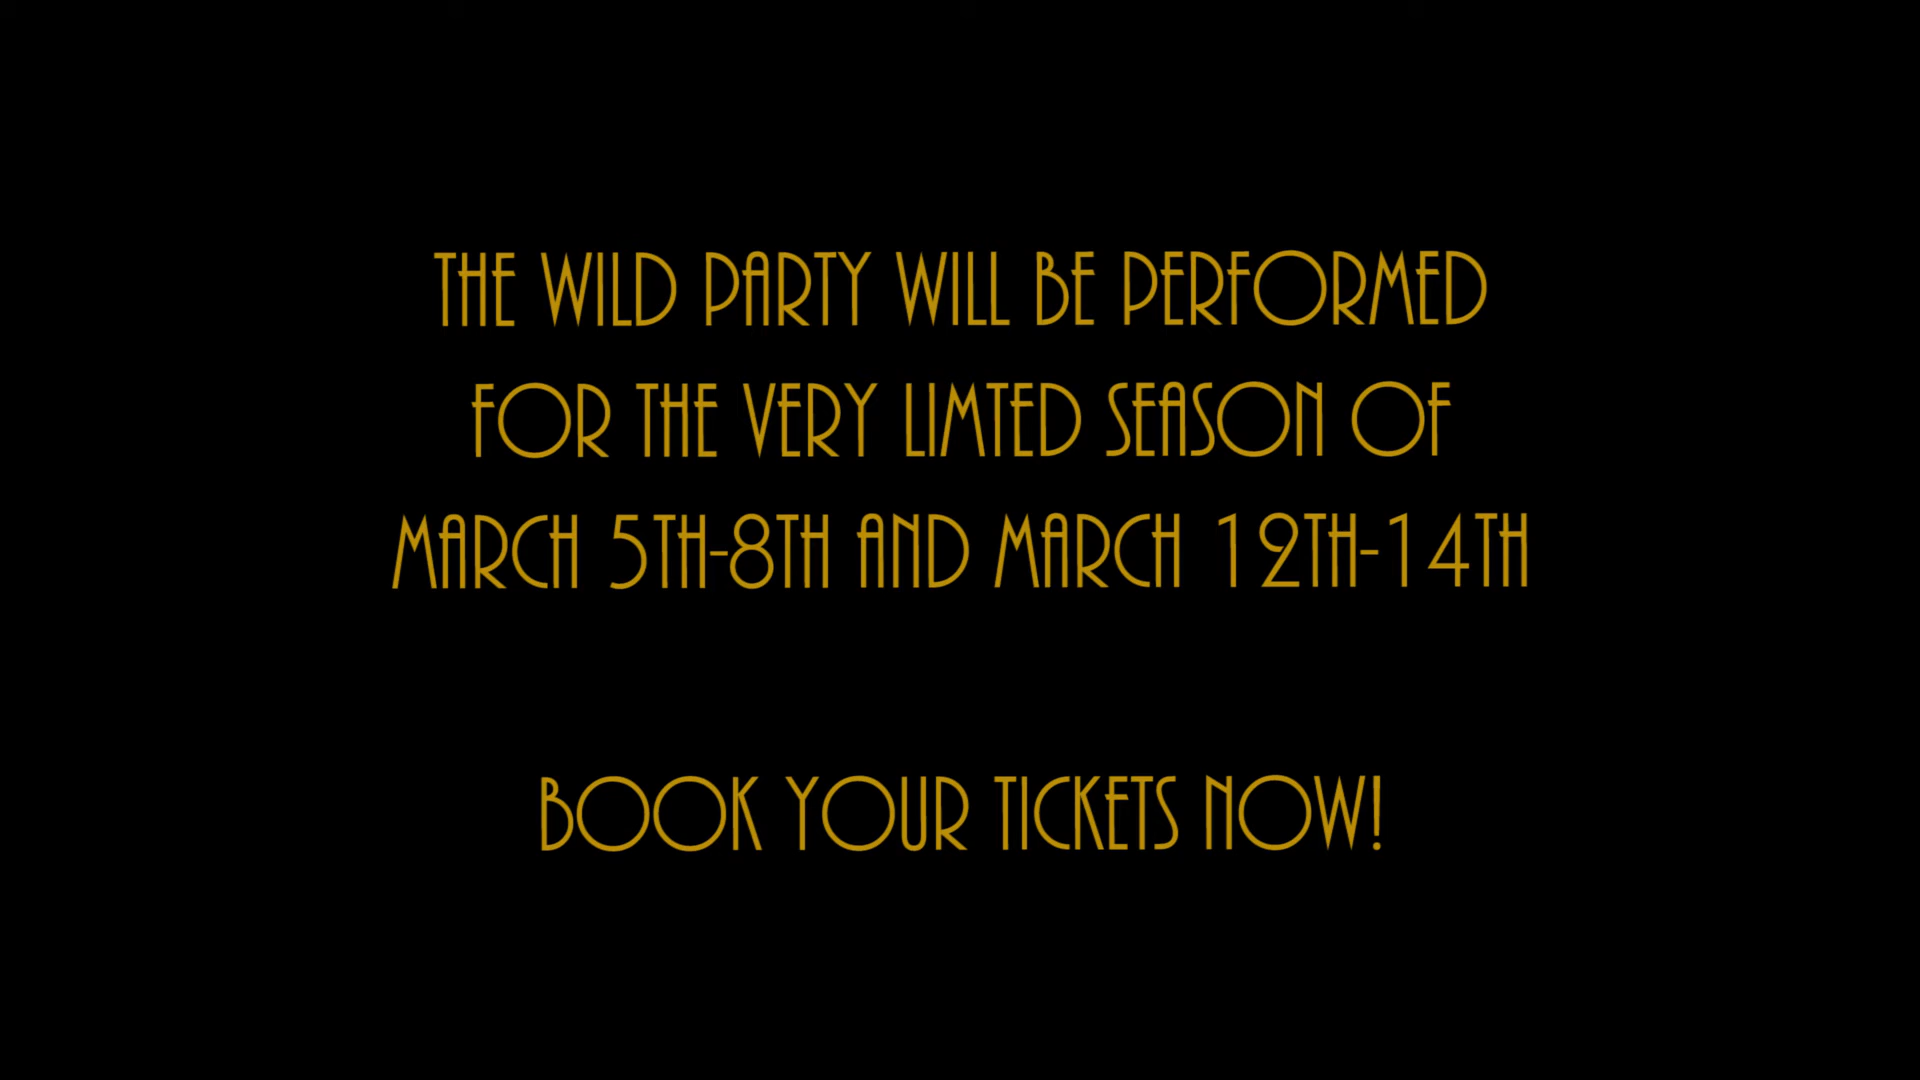 THE WILD PARTY WILL BE PERFORMED
FOR THE VERY LIMTED SEASON OF
MARCH 5TH-8TH AND MARCH 12TH-14TH
BOOK YOUR TICKETS NOW!